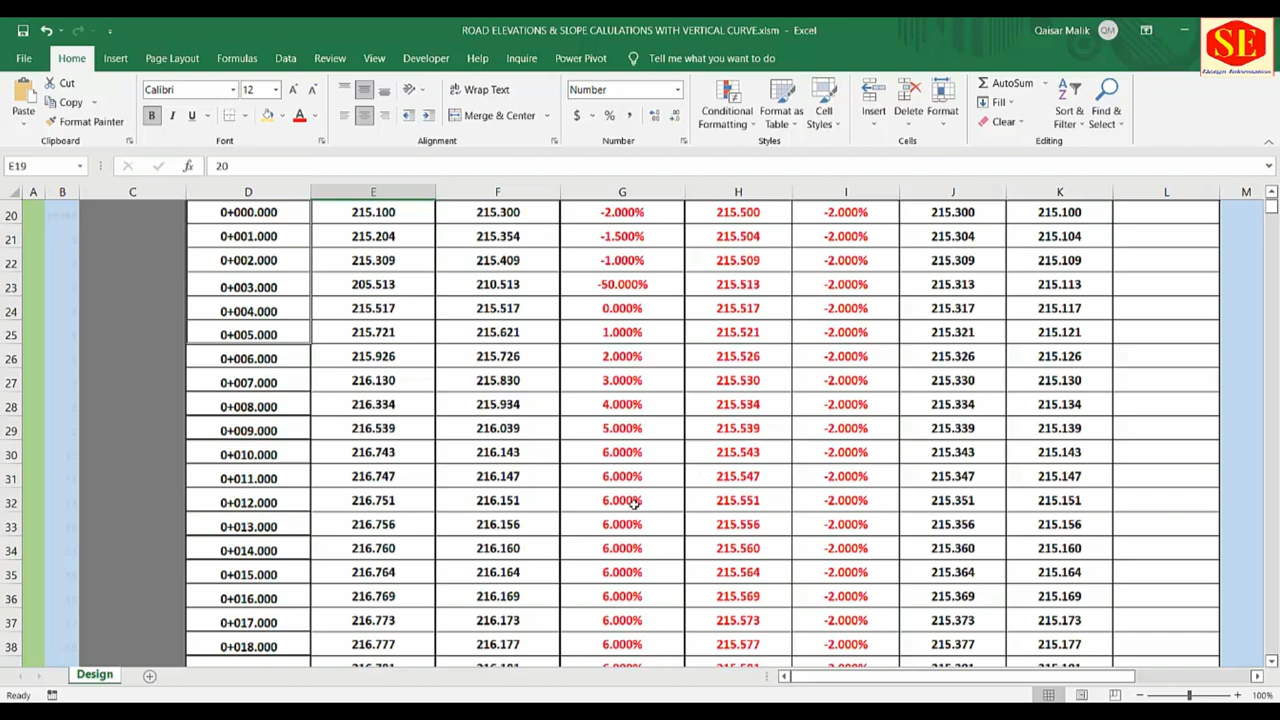 ROAD ELEVATIONS & SLOPE CALULATIONS WITH VERTICAL CURVE.xlsm - Excel
Qaisar Malik QM
SE
Design Information
File Home Insert Page Layout Formulas Data Review View Developer Help Inquire Power Pivot Tell me what you want to do
Cut Calibri 12 Wrap Text Number AutoSum
Copy Fill
Paste Format Painter Merge & Center Conditional Formatting Format as Table Cell Styles Insert Delete Format Clear Sort & Filter Find & Select
Clipboard Font Alignment Number Styles Cells Editing
E19 fx 20
A B C D E F G H I J K L M
20 0+000.000 215.100 215.300 -2.000% 215.500 -2.000% 215.300 215.100
21 0+001.000 215.204 215.354 -1.500% 215.504 -2.000% 215.304 215.104
22 0+002.000 215.309 215.409 -1.000% 215.509 -2.000% 215.309 215.109
23 0+003.000 205.513 210.513 -50.000% 215.513 -2.000% 215.313 215.113
24 0+004.000 215.517 215.517 0.000% 215.517 -2.000% 215.317 215.117
25 0+005.000 215.721 215.621 1.000% 215.521 -2.000% 215.321 215.121
26 0+006.000 215.926 215.726 2.000% 215.526 -2.000% 215.326 215.126
27 0+007.000 216.130 215.830 3.000% 215.530 -2.000% 215.330 215.130
28 0+008.000 216.334 215.934 4.000% 215.534 -2.000% 215.334 215.134
29 0+009.000 216.539 216.039 5.000% 215.539 -2.000% 215.339 215.139
30 0+010.000 216.743 216.143 6.000% 215.543 -2.000% 215.343 215.143
31 0+011.000 216.747 216.147 6.000% 215.547 -2.000% 215.347 215.147
32 0+012.000 216.751 216.151 6.000% 215.551 -2.000% 215.351 215.151
33 0+013.000 216.756 216.156 6.000% 215.556 -2.000% 215.356 215.156
34 0+014.000 216.760 216.160 6.000% 215.560 -2.000% 215.360 215.160
35 0+015.000 216.764 216.164 6.000% 215.564 -2.000% 215.364 215.164
36 0+016.000 216.769 216.169 6.000% 215.569 -2.000% 215.369 215.169
37 0+017.000 216.773 216.173 6.000% 215.573 -2.000% 215.373 215.173
38 0+018.000 216.777 216.177 6.000% 215.577 -2.000% 215.377 215.177
Design
Ready 100%